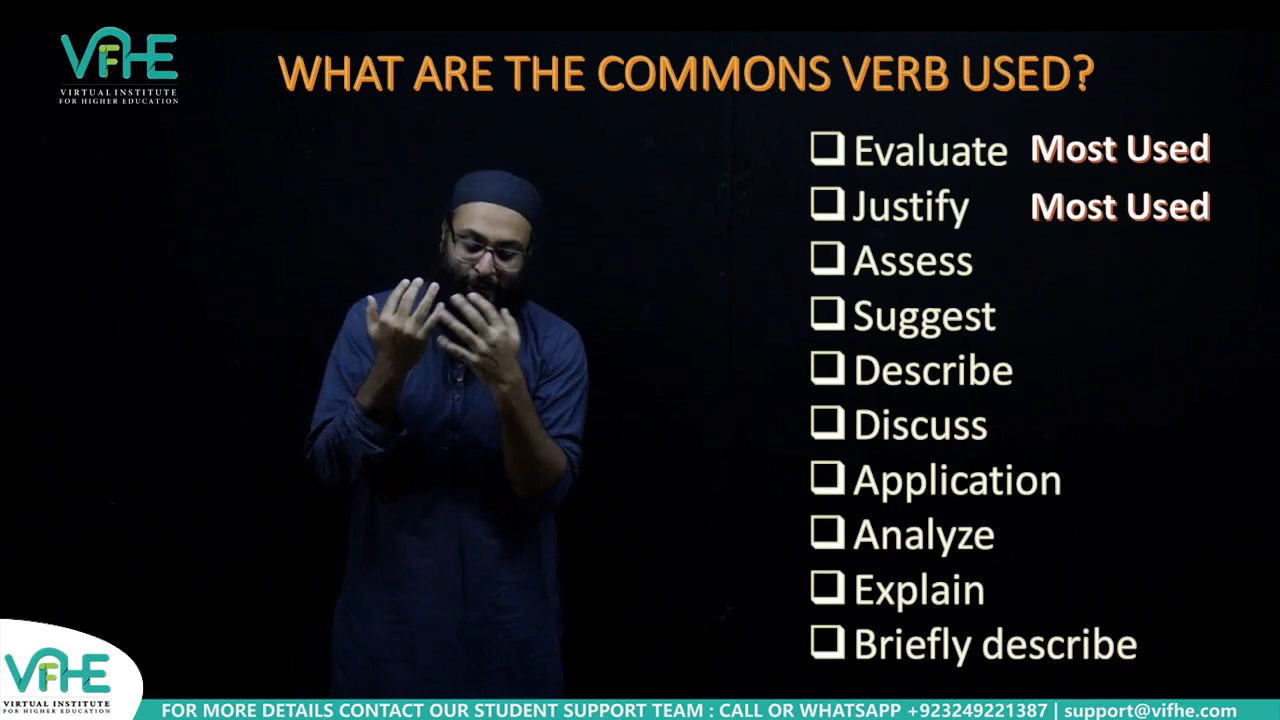 VIFHE
VIRTUAL INSTITUTE
FOR HIGHER EDUCATION
WHAT ARE THE COMMONS VERB USED?
Evaluate Most Used
Justify Most Used
Assess
Suggest
Describe
Discuss
Application
Analyze
Explain
Briefly describe
VIFHE
VIRTUAL INSTITUTE
FOR HIGHER EDUCATION
FOR MORE DETAILS CONTACT OUR STUDENT SUPPORT TEAM : CALL OR WHATSAPP +923249221387 | support@vifhe.com